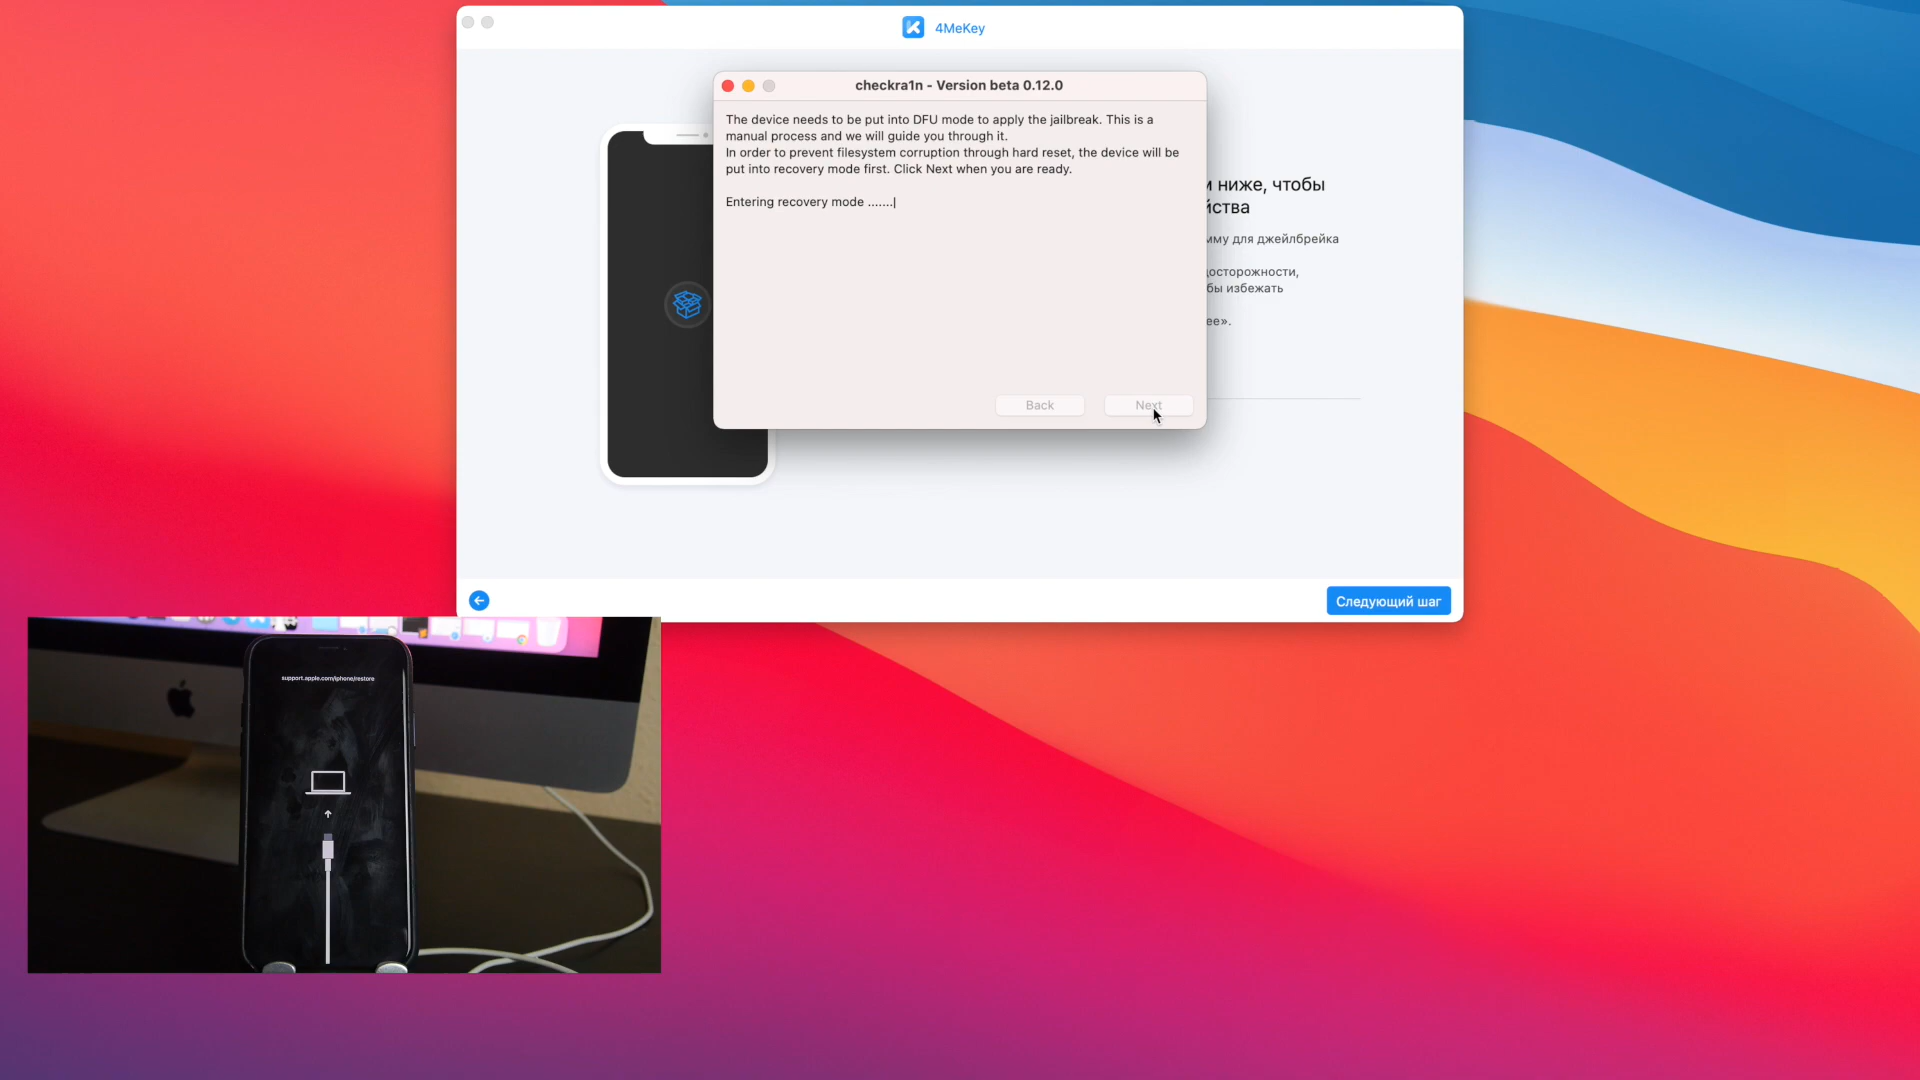 4MeKey
checkra1n - Version beta 0.12.0
The device needs to be put into DFU mode to apply the jailbreak. This is a
manual process and we will guide you through it.
In order to prevent filesystem corruption through hard reset, the device will be
put into recovery mode first. Click Next when you are ready.
Entering recovery mode .......
Back
Next
ниже, чтобы
йства
мму для джейлбрейка
досторожности,
бы избежать
ее».
Следующий шаг
support.apple.com/iphone/restore